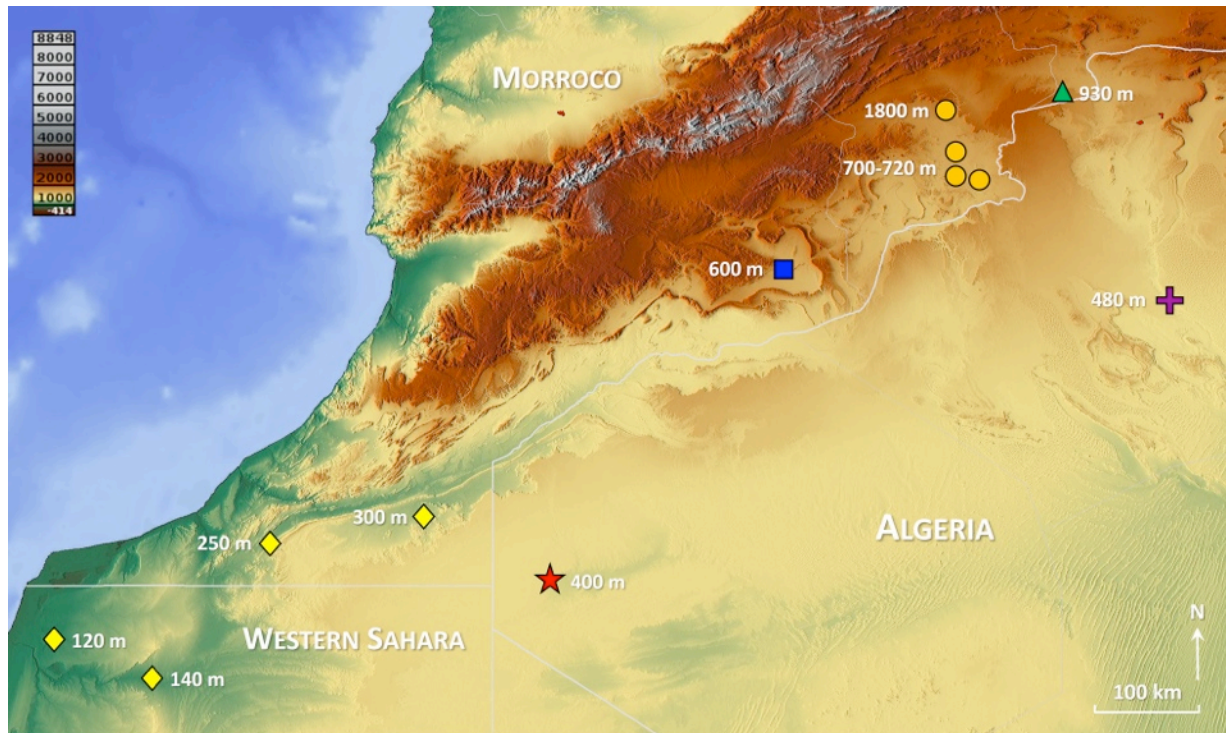 8848
8000
7000
6000
5000
4000
3000
2000
1000
-414
MORROCO
930 m
1800 m
700-720 m
600 m
480 m
300 m
250 m
ALGERIA
400 m
N
WESTERN SAHARA
120 m
140 m
100 km